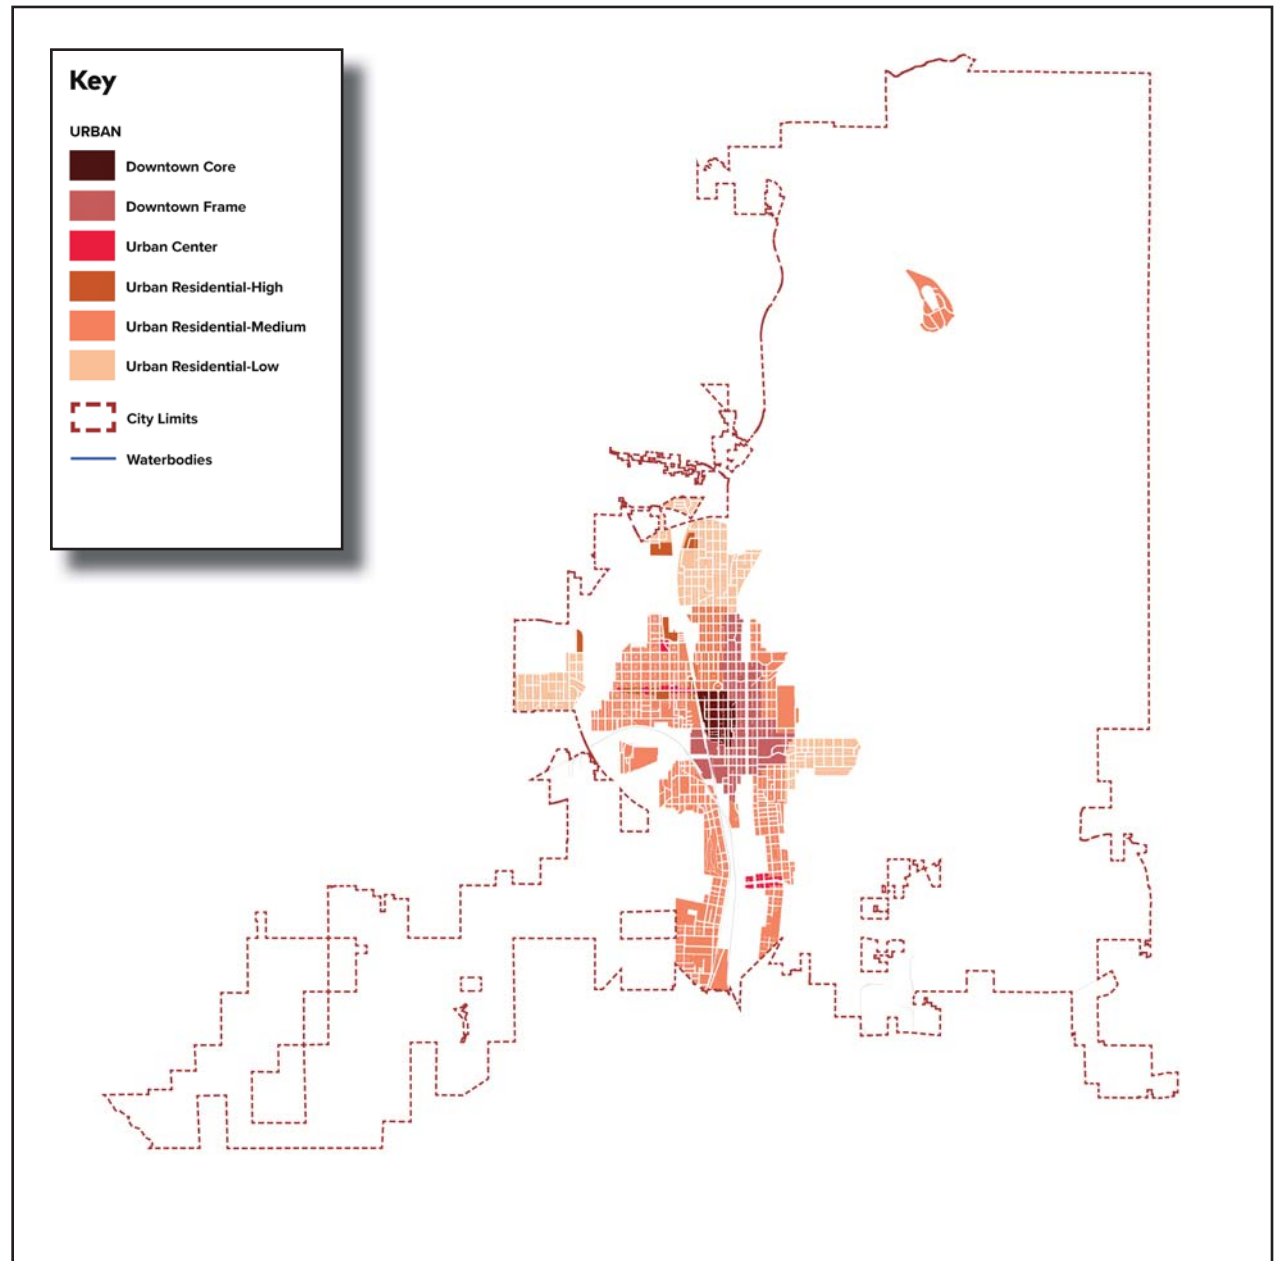 Key
URBAN
Downtown Core
Downtown Frame
Urban Center
Urban Residential-High
Urban Residential-Medium
Urban Residential-Low
City Limits
Waterbodies